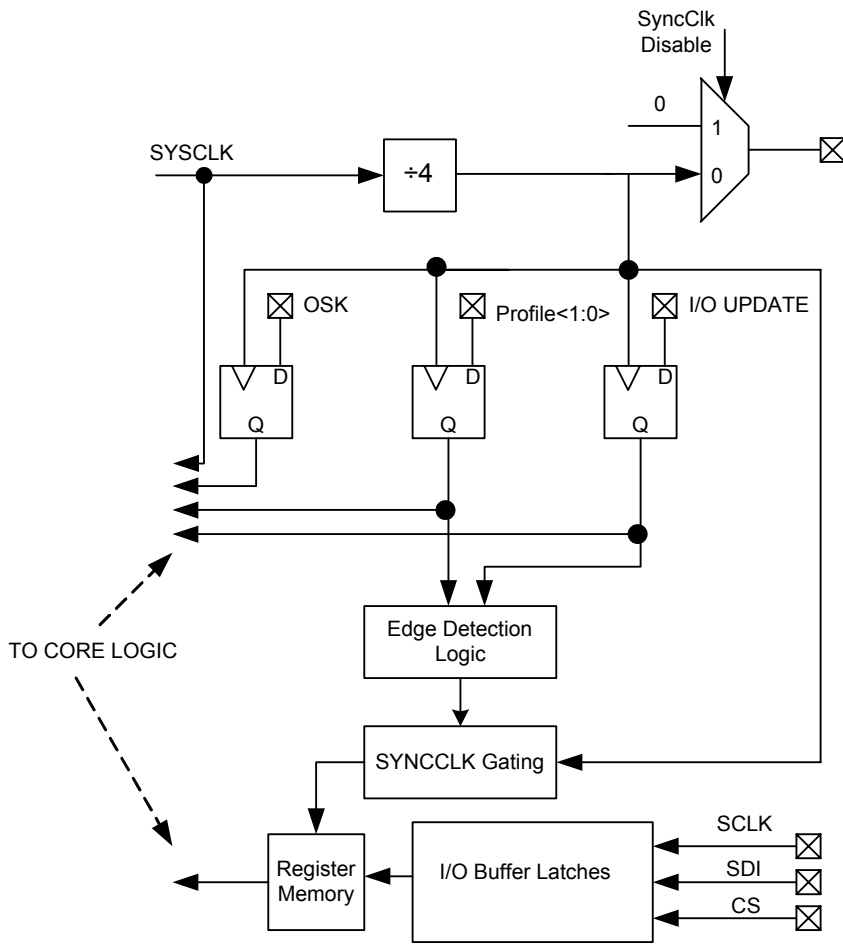 SyncClk
Disable
0
1
SYSCLK
÷4
0
OSK
Profile<1:0>
I/O UPDATE
D
D
D
Q
Q
Q
Edge Detection
Logic
TO CORE LOGIC
SYNCCLK Gating
SCLK
Register
Memory
I/O Buffer Latches
SDI
CS